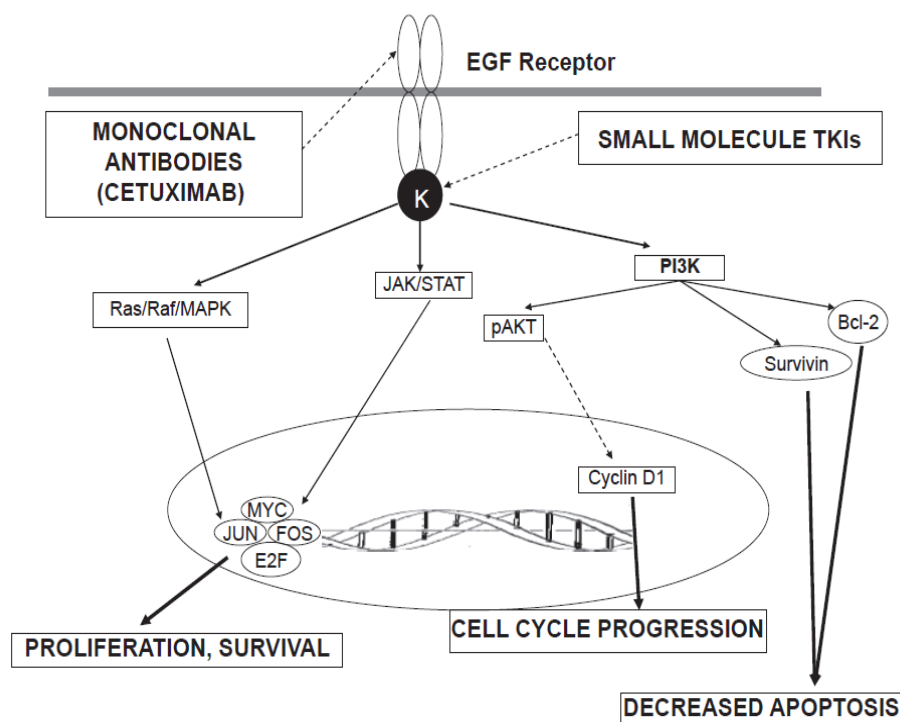 EGF Receptor
MONOCLONAL
ANTIBODIES
(CETUXIMAB)
SMALL MOLECULE TKIs
K
Ras/Raf/MAPK
JAK/STAT
PI3K
pAKT
Bcl-2
Survivin
Cyclin D1
MYC
JUN
FOS
E2F
PROLIFERATION, SURVIVAL
CELL CYCLE PROGRESSION
DECREASED APOPTOSIS